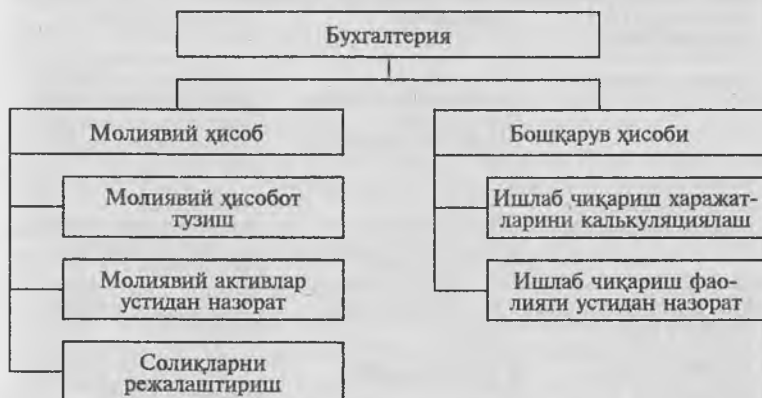 Бухгалтерия
Молиявий ҳисоб
Бошқарув ҳисоби
Молиявий ҳисобот
тузиш
Ишлаб чиқариш харажат-
ларини калькуляциялаш
Молиявий активлар
устидан назорат
Ишлаб чиқариш фао-
лияти устидан назорат
Солиқларни
режалаштириш